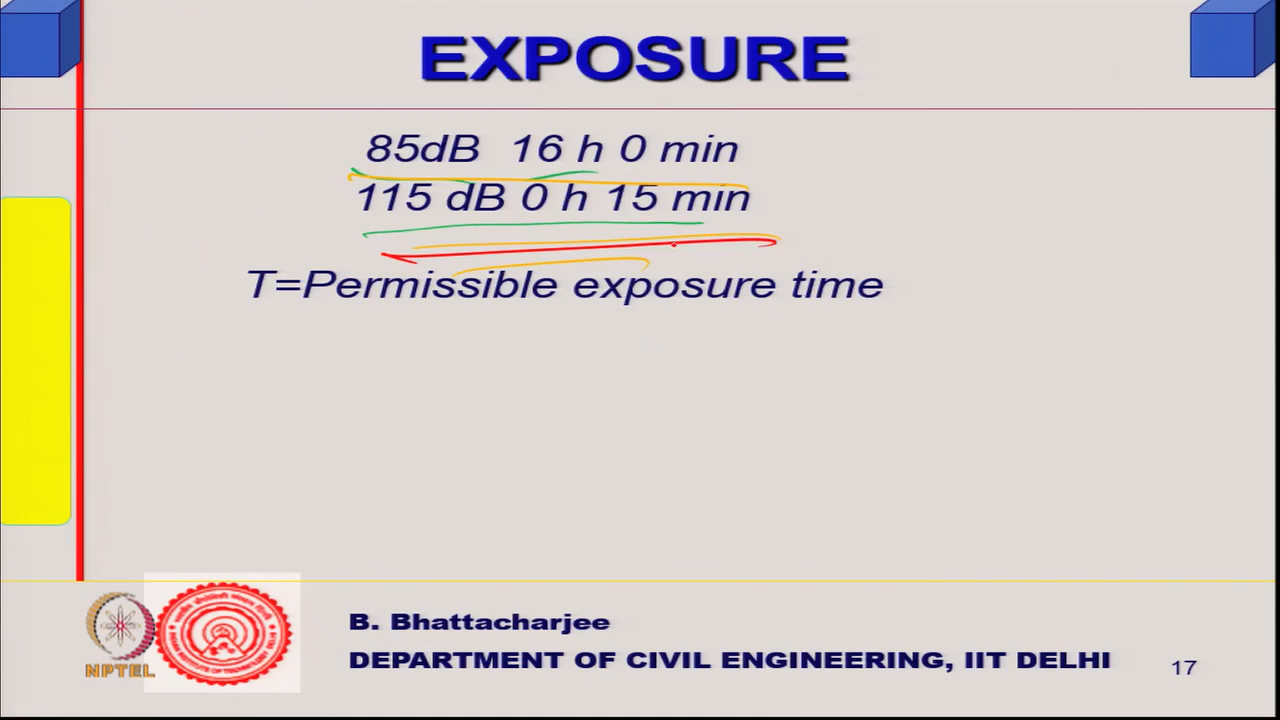 EXPOSURE
85dB 16 h 0 min
115 dB 0 h 15 min
T=Permissible exposure time
B. Bhattacharjee
DEPARTMENT OF CIVIL ENGINEERING, IIT DELHI
17
NPTEL